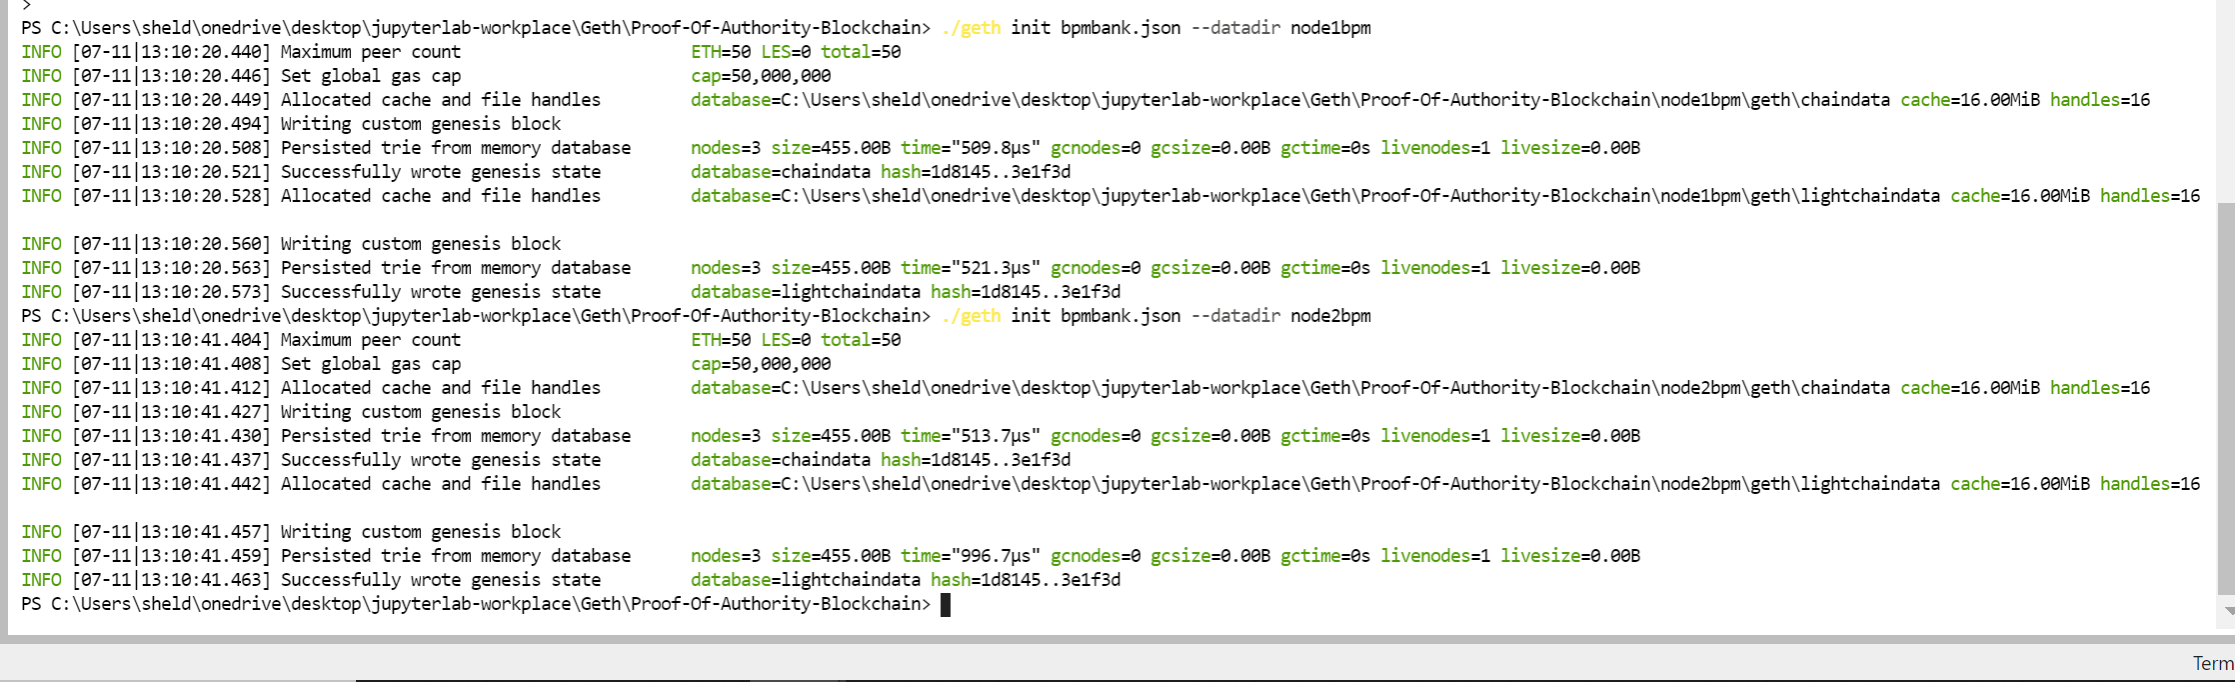 >
PS C:\Users\sheld\onedrive\desktop\jupyterlab-workplace\Geth\Proof-Of-Authority-Blockchain> ./geth init bpmbank.json --datadir node1bpm
INFO [07-11|13:10:20.440] Maximum peer count                       ETH=50 LES=0 total=50
INFO [07-11|13:10:20.446] Set global gas cap                       cap=50,000,000
INFO [07-11|13:10:20.449] Allocated cache and file handles         database=C:\Users\sheld\onedrive\desktop\jupyterlab-workplace\Geth\Proof-Of-Authority-Blockchain\node1bpm\geth\chaindata cache=16.00MiB handles=16
INFO [07-11|13:10:20.494] Writing custom genesis block
INFO [07-11|13:10:20.508] Persisted trie from memory database      nodes=3 size=455.00B time="509.8µs" gcnodes=0 gcsize=0.00B gctime=0s livenodes=1 livesize=0.00B
INFO [07-11|13:10:20.521] Successfully wrote genesis state         database=chaindata hash=1d8145..3e1f3d
INFO [07-11|13:10:20.528] Allocated cache and file handles         database=C:\Users\sheld\onedrive\desktop\jupyterlab-workplace\Geth\Proof-Of-Authority-Blockchain\node1bpm\geth\lightchaindata cache=16.00MiB handles=16
INFO [07-11|13:10:20.560] Writing custom genesis block
INFO [07-11|13:10:20.563] Persisted trie from memory database      nodes=3 size=455.00B time="521.3µs" gcnodes=0 gcsize=0.00B gctime=0s livenodes=1 livesize=0.00B
INFO [07-11|13:10:20.573] Successfully wrote genesis state         database=lightchaindata hash=1d8145..3e1f3d
PS C:\Users\sheld\onedrive\desktop\jupyterlab-workplace\Geth\Proof-Of-Authority-Blockchain> ./geth init bpmbank.json --datadir node2bpm
INFO [07-11|13:10:41.404] Maximum peer count                       ETH=50 LES=0 total=50
INFO [07-11|13:10:41.408] Set global gas cap                       cap=50,000,000
INFO [07-11|13:10:41.412] Allocated cache and file handles         database=C:\Users\sheld\onedrive\desktop\jupyterlab-workplace\Geth\Proof-Of-Authority-Blockchain\node2bpm\geth\chaindata cache=16.00MiB handles=16
INFO [07-11|13:10:41.427] Writing custom genesis block
INFO [07-11|13:10:41.430] Persisted trie from memory database      nodes=3 size=455.00B time="513.7µs" gcnodes=0 gcsize=0.00B gctime=0s livenodes=1 livesize=0.00B
INFO [07-11|13:10:41.437] Successfully wrote genesis state         database=chaindata hash=1d8145..3e1f3d
INFO [07-11|13:10:41.442] Allocated cache and file handles         database=C:\Users\sheld\onedrive\desktop\jupyterlab-workplace\Geth\Proof-Of-Authority-Blockchain\node2bpm\geth\lightchaindata cache=16.00MiB handles=16
INFO [07-11|13:10:41.457] Writing custom genesis block
INFO [07-11|13:10:41.459] Persisted trie from memory database      nodes=3 size=455.00B time="996.7µs" gcnodes=0 gcsize=0.00B gctime=0s livenodes=1 livesize=0.00B
INFO [07-11|13:10:41.463] Successfully wrote genesis state         database=lightchaindata hash=1d8145..3e1f3d
PS C:\Users\sheld\onedrive\desktop\jupyterlab-workplace\Geth\Proof-Of-Authority-Blockchain>
Term